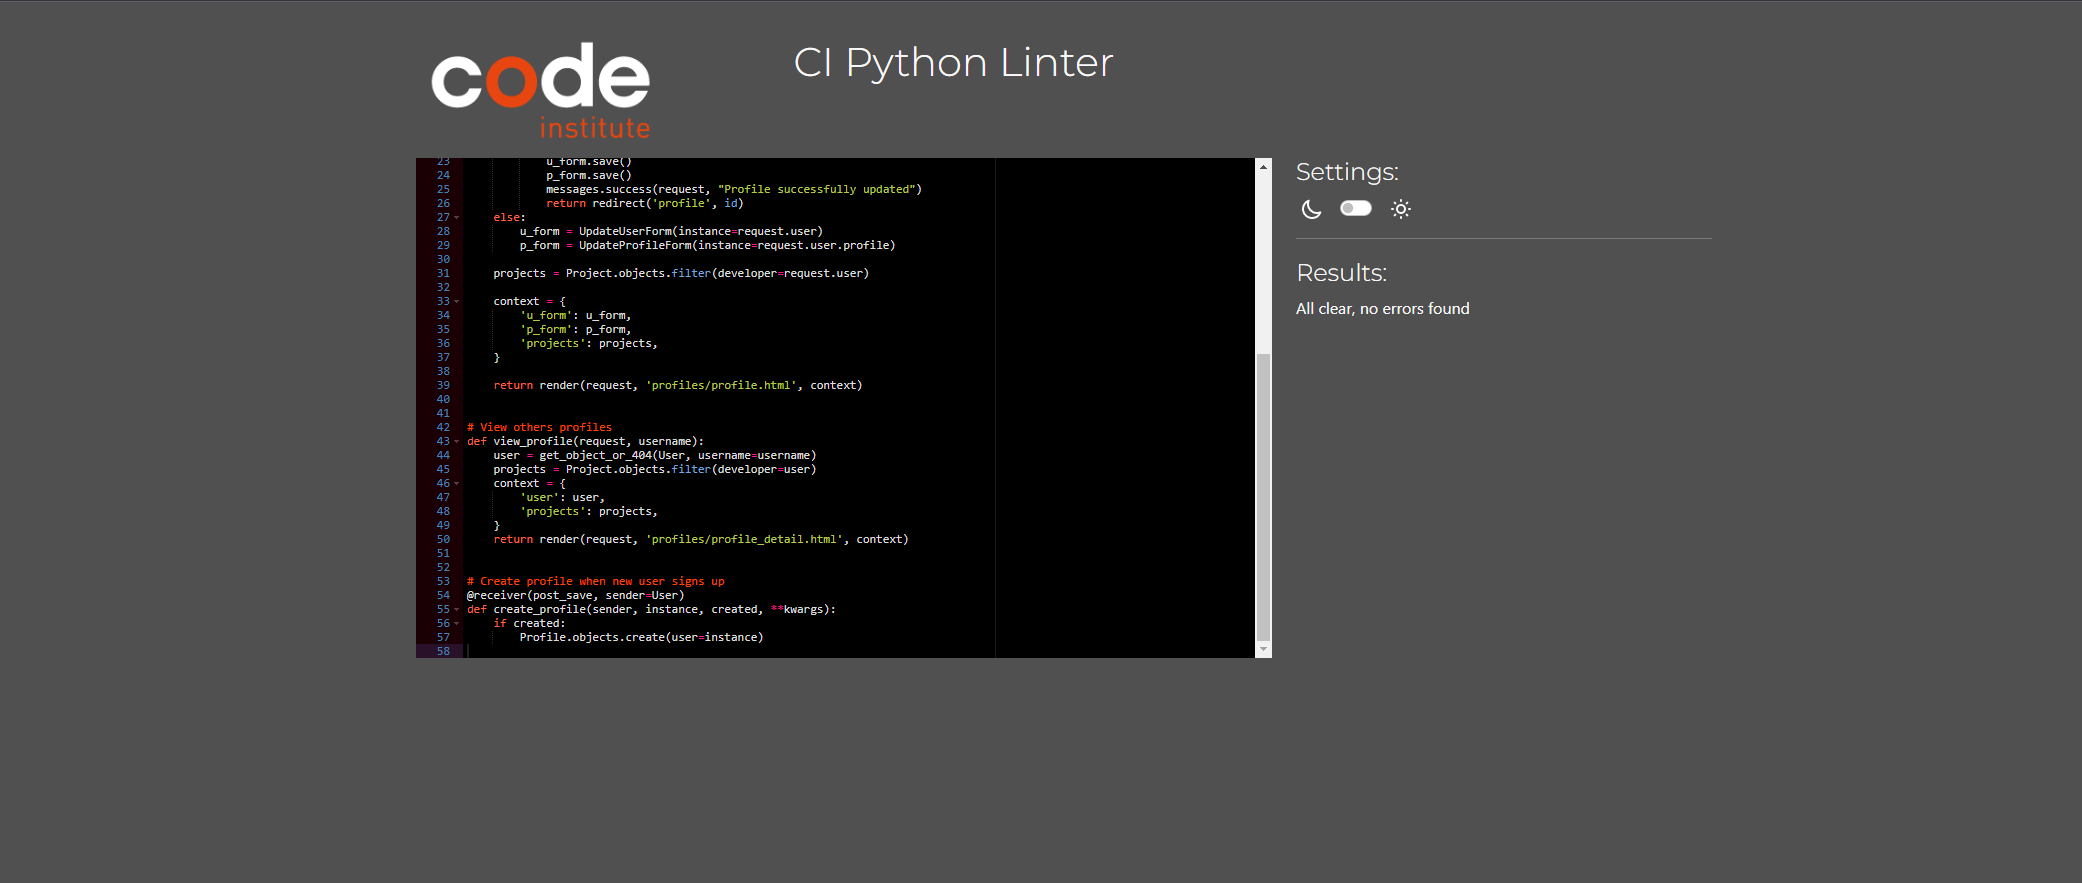 code
institute
CI Python Linter
23 u_form.save()
24 p_form.save()
25 messages.success(request, "Profile successfully updated")
26 return redirect('profile', id)
27 else:
28 u_form = UpdateUserForm(instance=request.user)
29 p_form = UpdateProfileForm(instance=request.user.profile)
30
31 projects = Project.objects.filter(developer=request.user)
32
33 context = {
34 'u_form': u_form,
35 'p_form': p_form,
36 'projects': projects,
37 }
38
39 return render(request, 'profiles/profile.html', context)
40
41
42 # View others profiles
43 def view_profile(request, username):
44 user = get_object_or_404(User, username=username)
45 projects = Project.objects.filter(developer=user)
46 context = {
47 'user': user,
48 'projects': projects,
49 }
50 return render(request, 'profiles/profile_detail.html', context)
51
52
53 # Create profile when new user signs up
54 @receiver(post_save, sender=User)
55 def create_profile(sender, instance, created, **kwargs):
56 if created:
57 Profile.objects.create(user=instance)
58
Settings:
Results:
All clear, no errors found